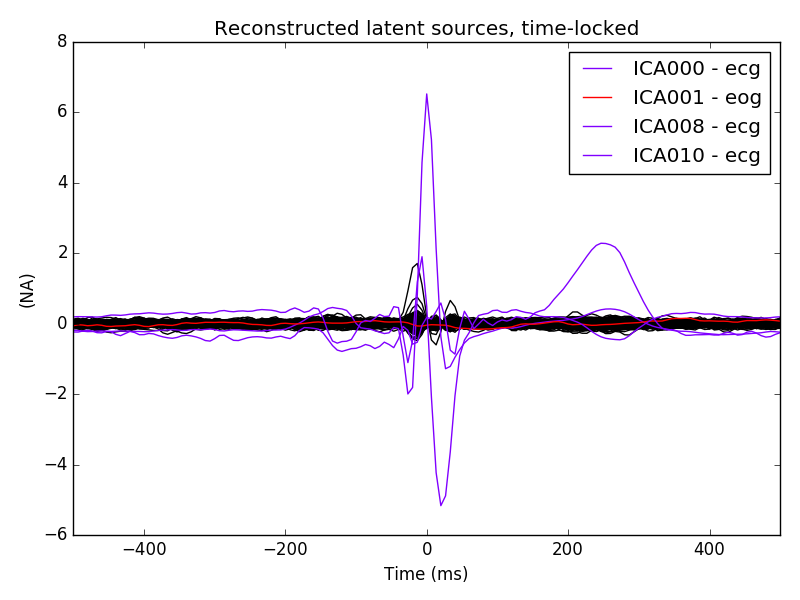 Reconstructed latent sources, time-locked
8
6
4
2
0
−2
−4
−6
(NA)
ICA000 - ecg
ICA001 - eog
ICA008 - ecg
ICA010 - ecg
−400
−200
0
200
400
Time (ms)